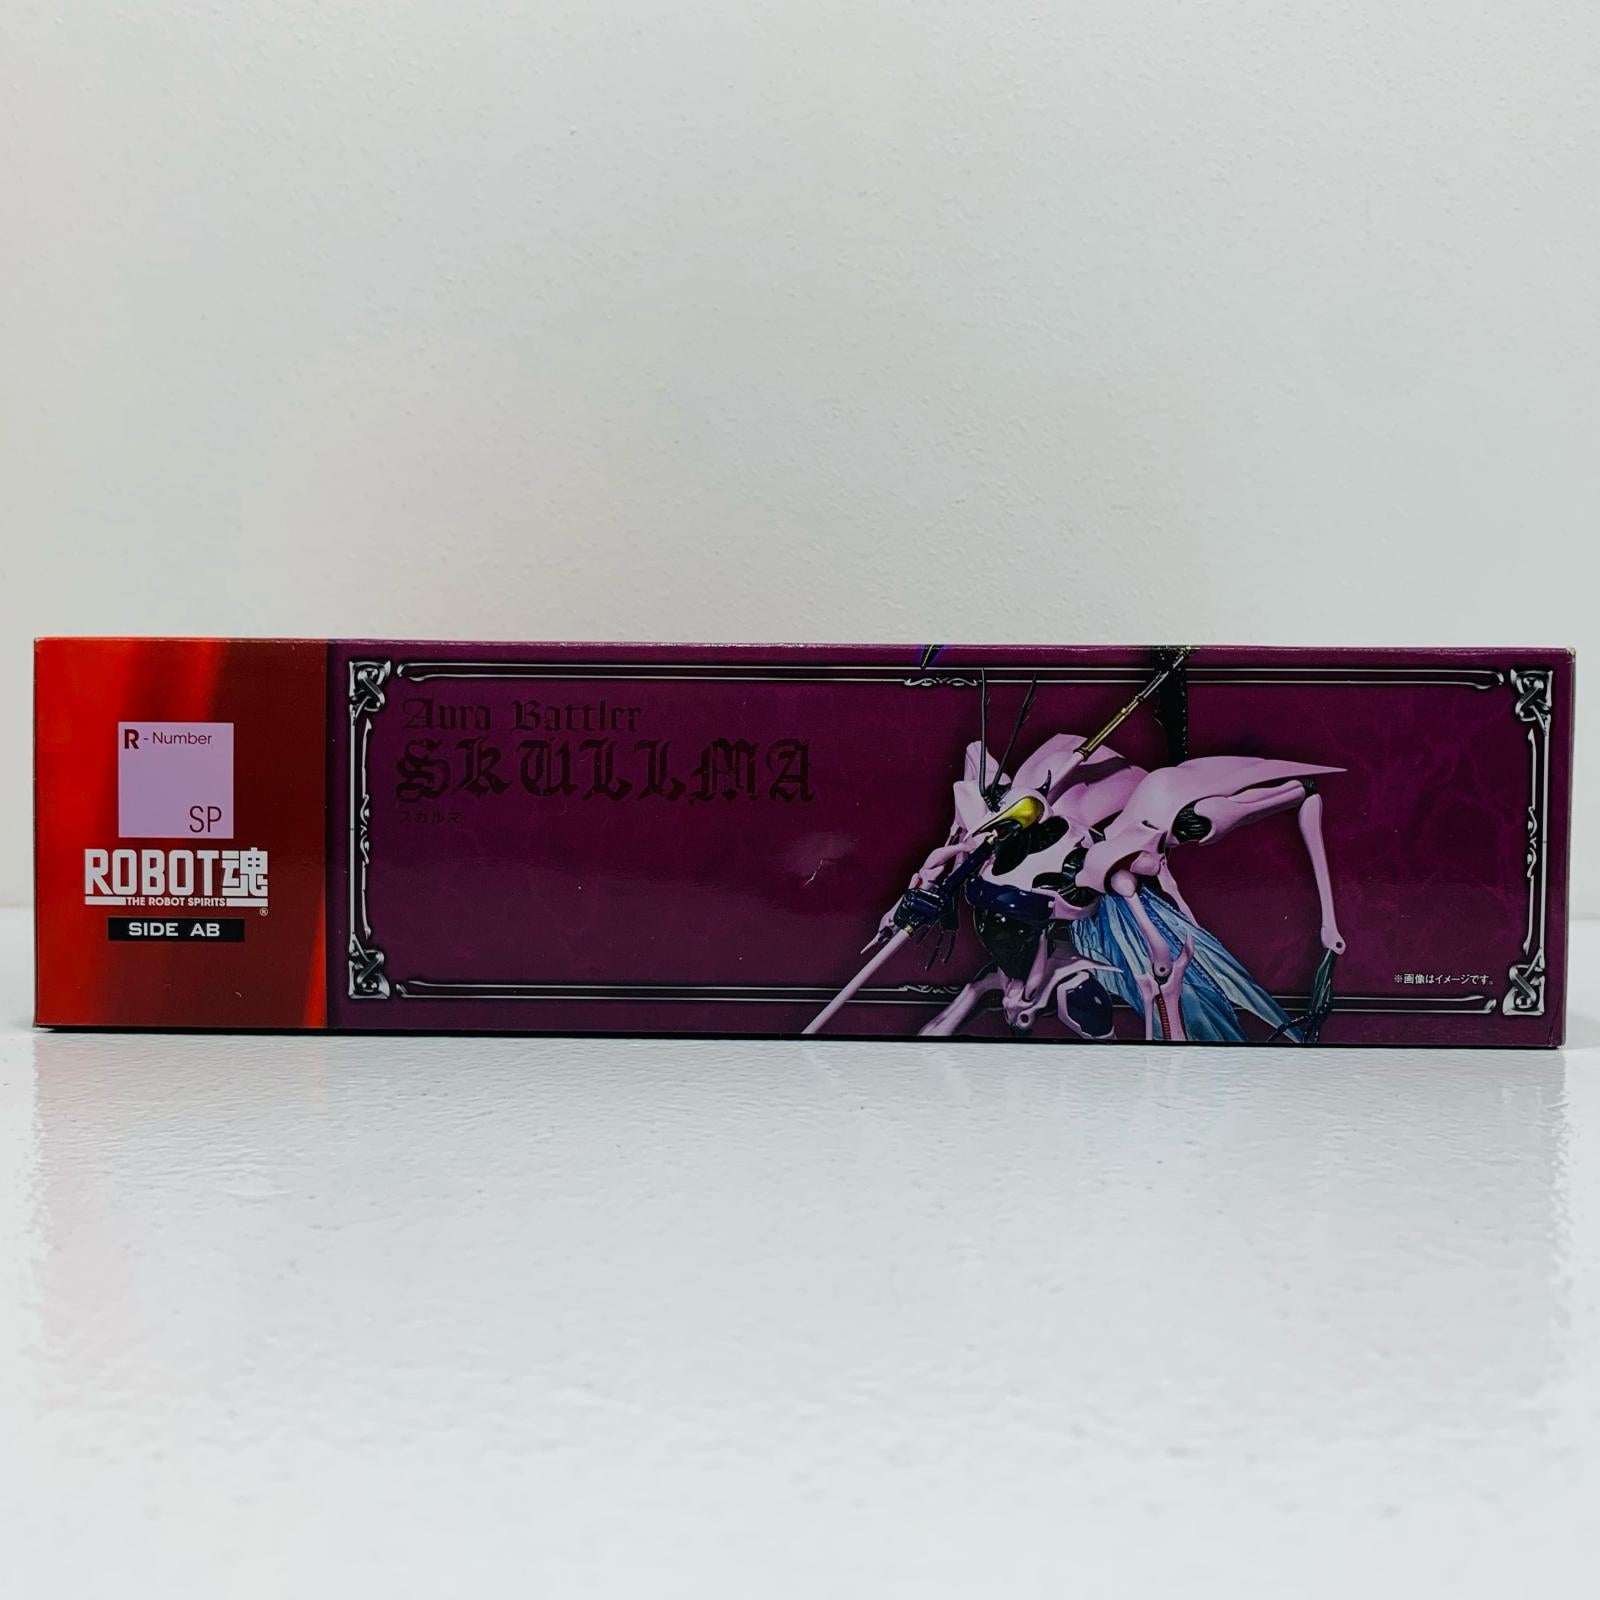 R - Number
SP
ROBOT魂
THE ROBOT SPIRITS
®
SIDE AB
Aura Battler
SKULLMA
スカルマ
※画像はイメージです。